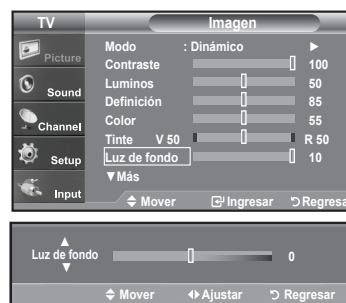 TV
Imagen
Picture
Sound
Channel
Setup
Input
Modo : Dinámico ►
Contraste 100
Luminos 50
Definición 85
Color 55
Tinte V 50 R 50
Luz de fondo 10
▼Más
Mover Ingresar Regresa
Luz de fondo 0
Mover Ajustar Regresar